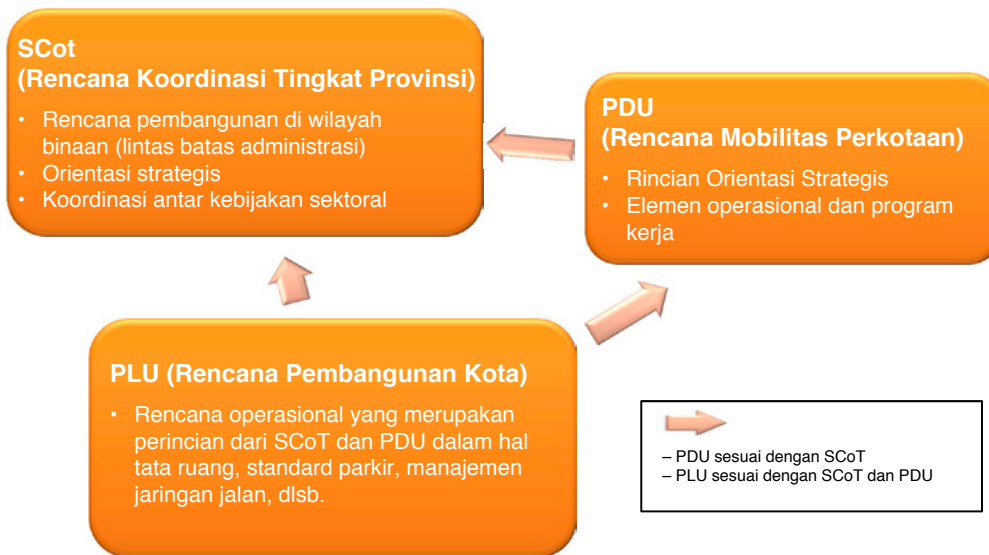 SCot
(Rencana Koordinasi Tingkat Provinsi)
• Rencana pembangunan di wilayah
binaan (lintas batas administrasi)
• Orientasi strategis
• Koordinasi antar kebijakan sektoral
PDU
(Rencana Mobilitas Perkotaan)
• Rincian Orientasi Strategis
• Elemen operasional dan program
kerja
PLU (Rencana Pembangunan Kota)
• Rencana operasional yang merupakan
perincian dari SCoT dan PDU dalam hal
tata ruang, standard parkir, manajemen
jaringan jalan, dlsb.
– PDU sesuai dengan SCoT
– PLU sesuai dengan SCoT dan PDU